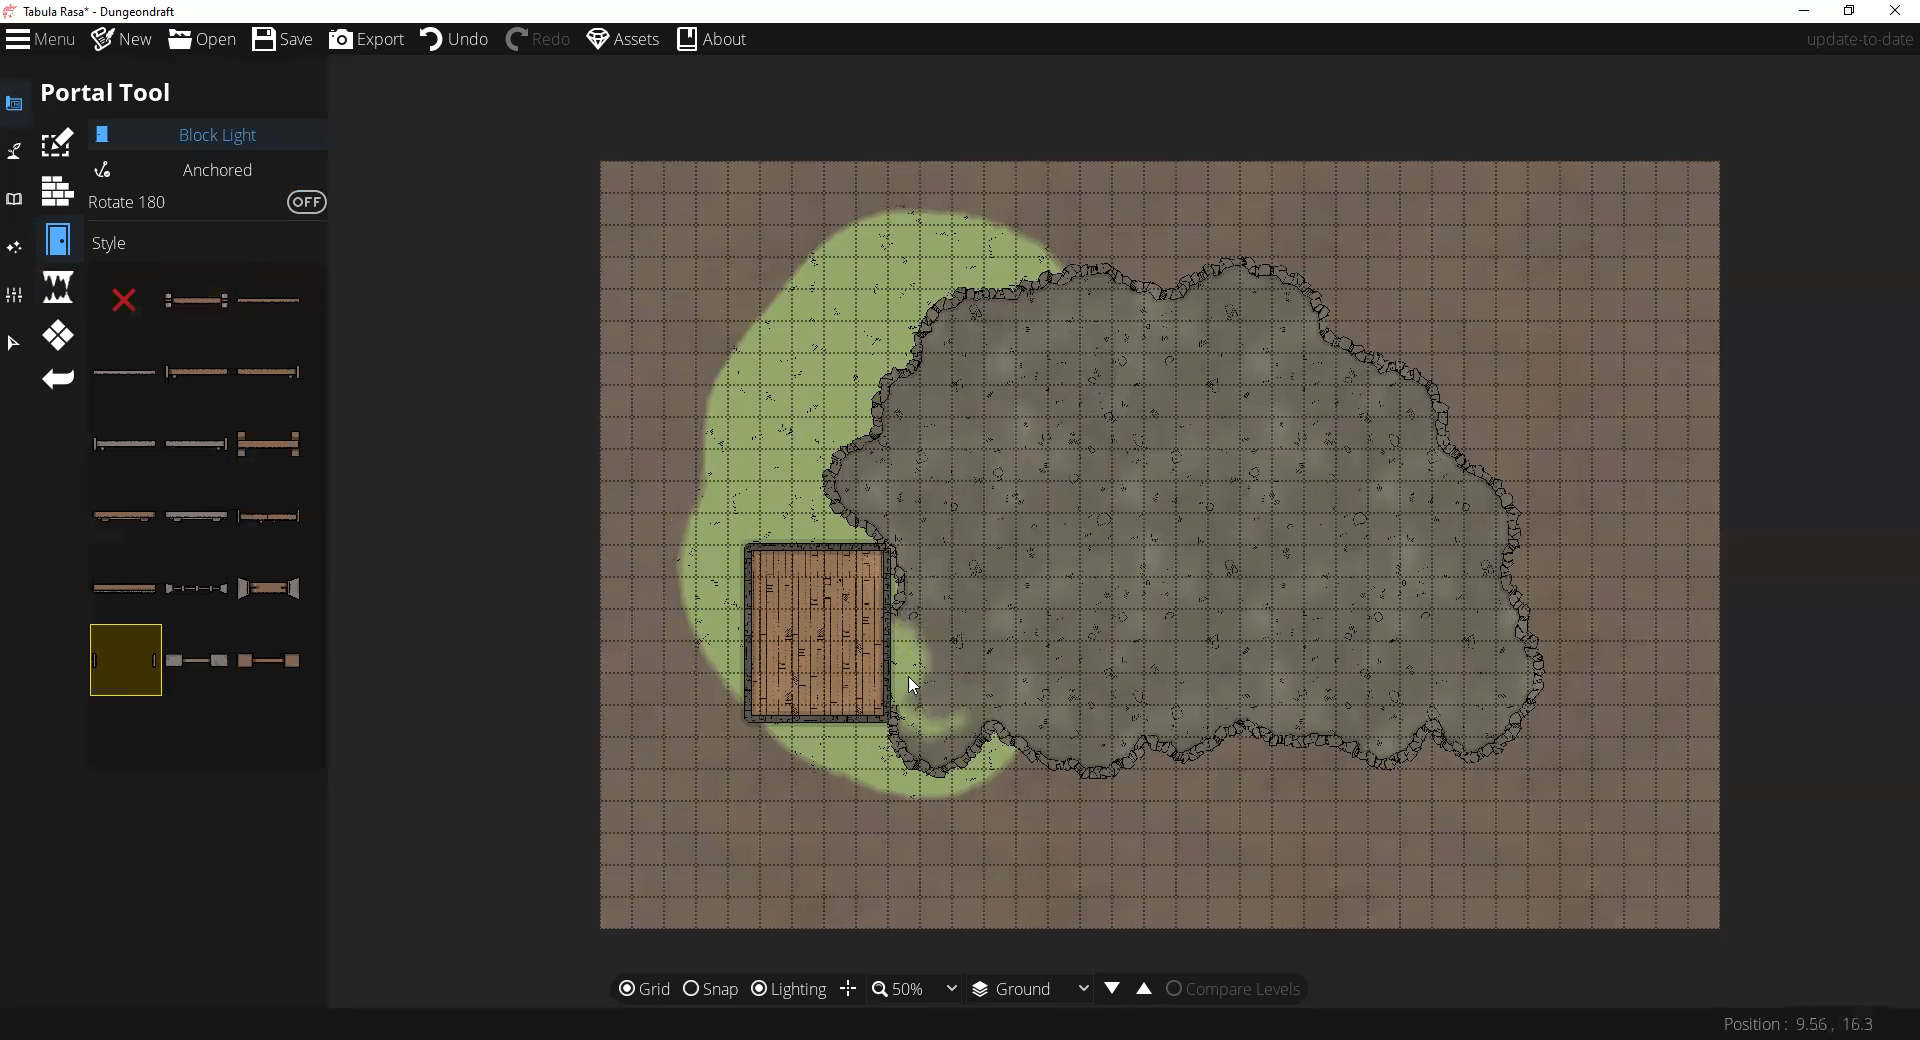 Tabula Rasa* - Dungeondraft
Menu New Open Save Export Undo Redo Assets About update-to-date
Portal Tool
Block Light
Anchored
Rotate 180 OFF
Style
Grid Snap Lighting 50% Ground Compare Levels
Position : 9.56 , 16.3